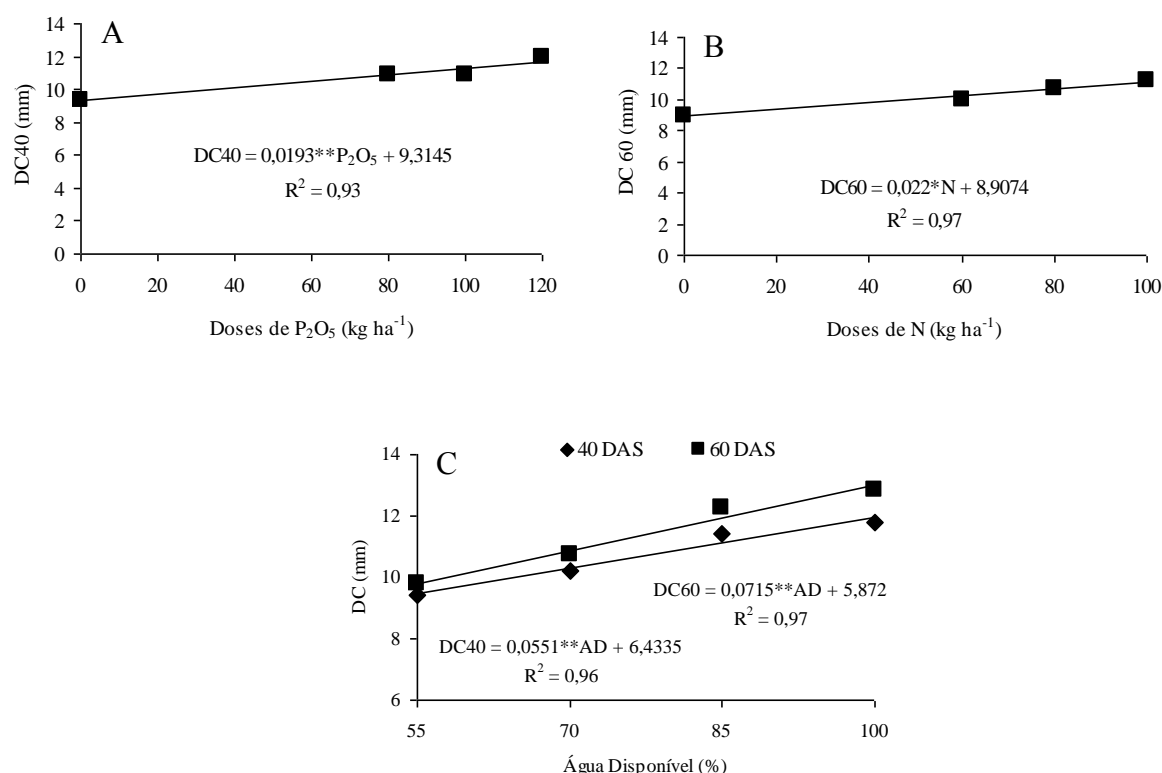 A
14
12
10
8
6
4
2
0
DC40 (mm)
DC40 = 0,0193**P₂O₅ + 9,3145
R² = 0,93
0 20 40 60 80 100 120
Doses de P₂O₅ (kg ha⁻¹)
B
14
12
10
8
6
4
2
0
DC 60 (mm)
DC60 = 0,022*N + 8,9074
R² = 0,97
0 20 40 60 80 100
Doses de N (kg ha⁻¹)
40 DAS 60 DAS
C
14
12
10
8
6
DC (mm)
DC60 = 0,0715**AD + 5,872
R² = 0,97
DC40 = 0,0551**AD + 6,4335
R² = 0,96
55 70 85 100
Água Disponível (%)